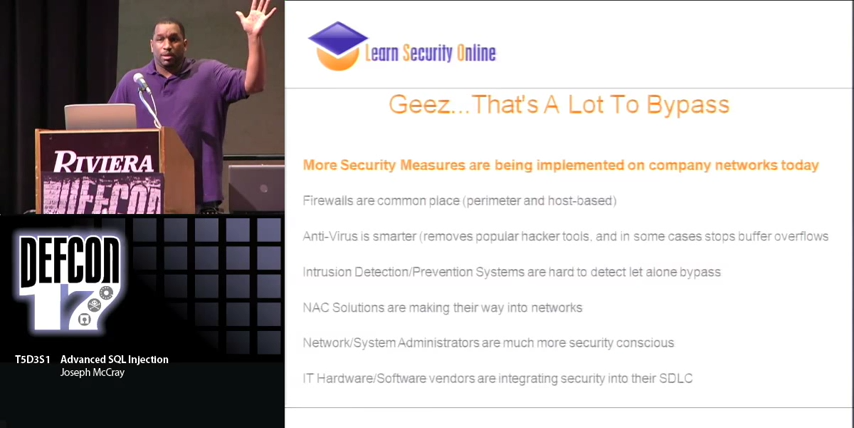 RIVIERA
DEFCON
DEFCON
17
T5D3S1 Advanced SQL Injection
Joseph McCray
Learn Security Online
Geez...That's A Lot To Bypass
More Security Measures are being implemented on company networks today
Firewalls are common place (perimeter and host-based)
Anti-Virus is smarter (removes popular hacker tools, and in some cases stops buffer overflows
Intrusion Detection/Prevention Systems are hard to detect let alone bypass
NAC Solutions are making their way into networks
Network/System Administrators are much more security conscious
IT Hardware/Software vendors are integrating security into their SDLC